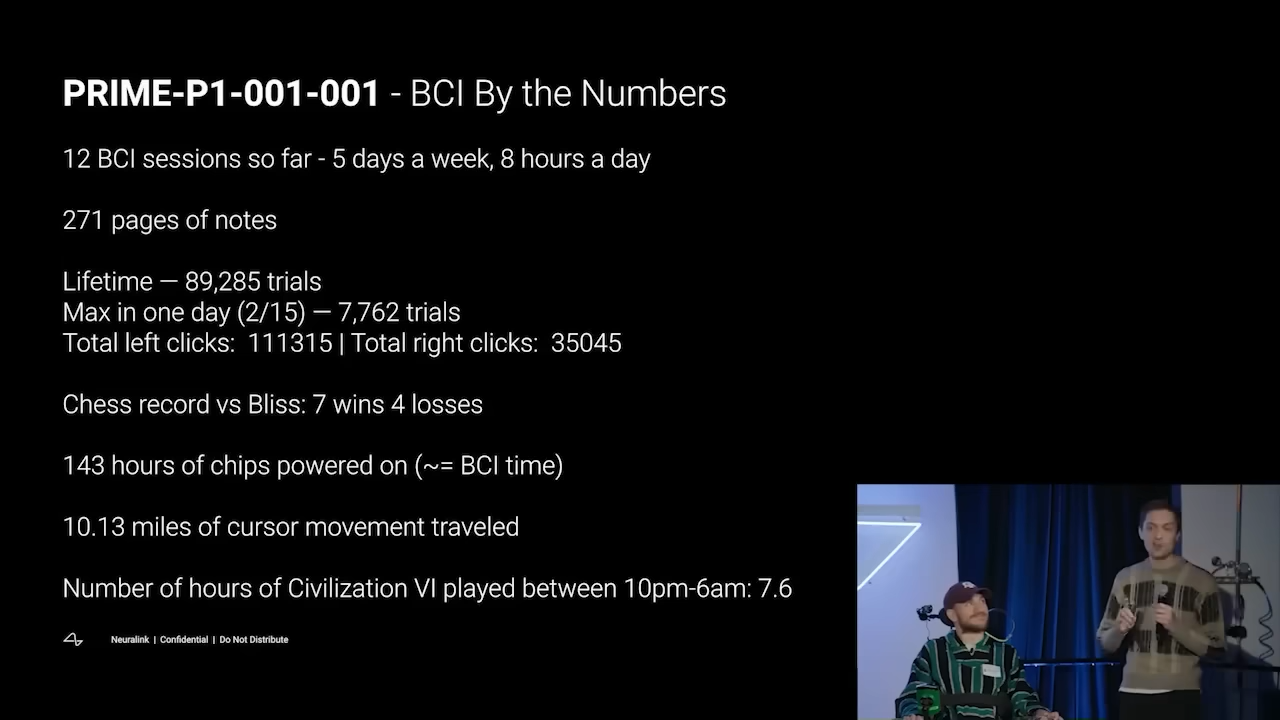 PRIME-P1-001-001 - BCI By the Numbers
12 BCI sessions so far - 5 days a week, 8 hours a day
271 pages of notes
Lifetime — 89,285 trials
Max in one day (2/15) — 7,762 trials
Total left clicks:  111315 | Total right clicks:  35045
Chess record vs Bliss: 7 wins 4 losses
143 hours of chips powered on (~= BCI time)
10.13 miles of cursor movement traveled
Number of hours of Civilization VI played between 10pm-6am: 7.6
Neuralink | Confidential | Do Not Distribute